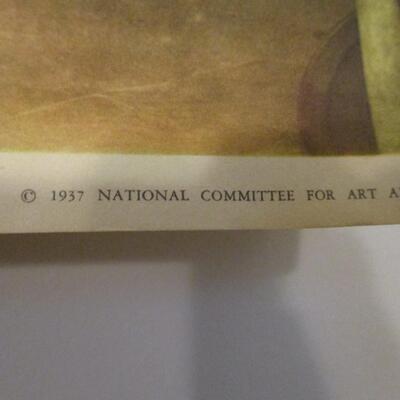 © 1937 NATIONAL COMMITTEE FOR ART